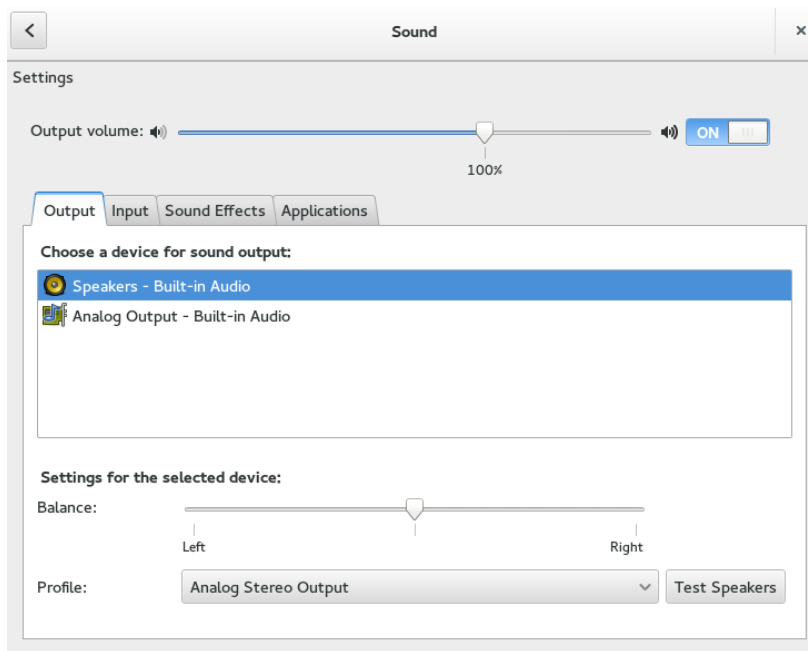 Sound
Settings
Output volume:
ON
100%
Output Input Sound Effects Applications
Choose a device for sound output:
Speakers - Built-in Audio
Analog Output - Built-in Audio
Settings for the selected device:
Balance:
Left Right
Profile: Analog Stereo Output Test Speakers